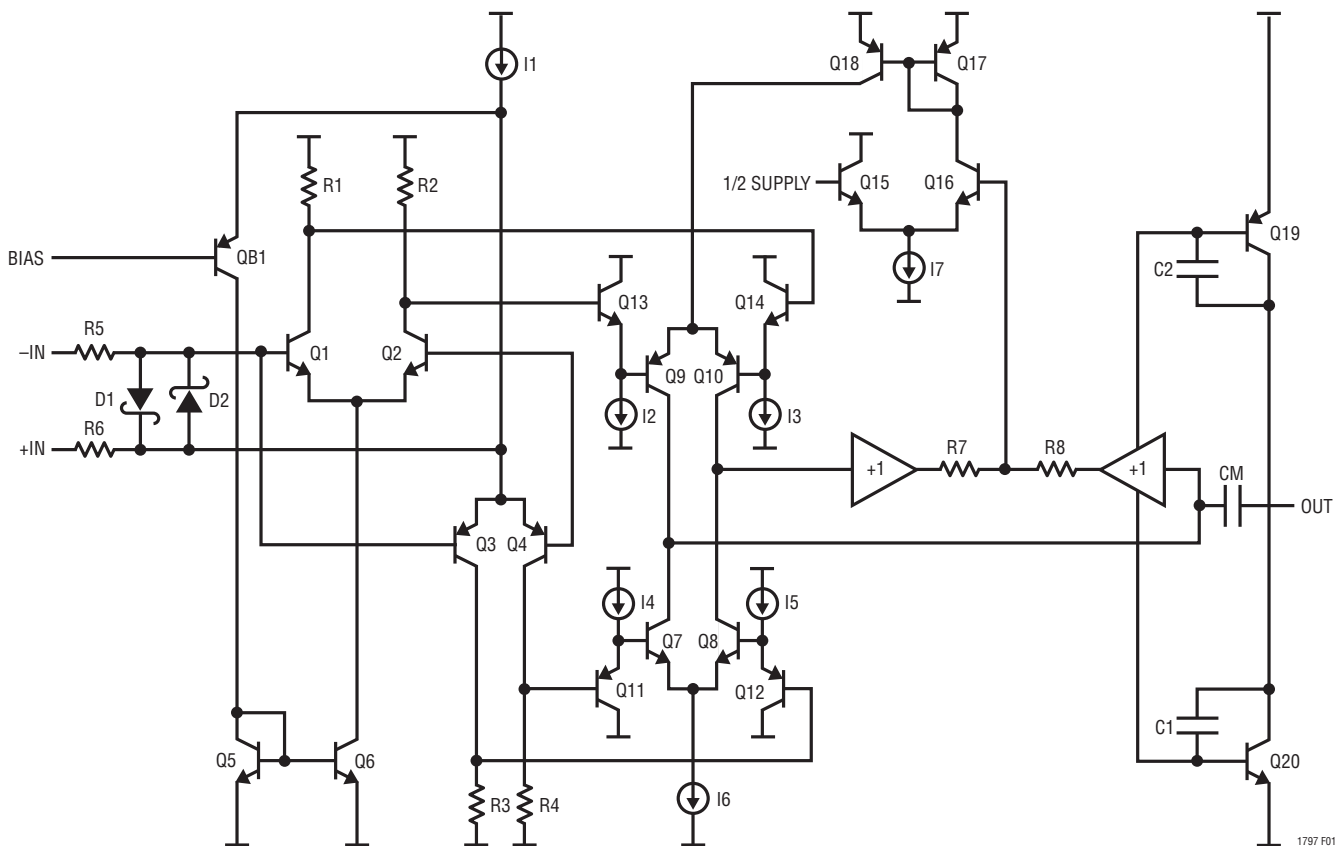 I1
Q18
Q17
R1
R2
1/2 SUPPLY
Q15
Q16
BIAS
QB1
Q19
I7
C2
Q13
Q14
R5
–IN
Q1
Q2
Q9
Q10
D1
D2
I2
I3
R6
+IN
+1
R7
R8
+1
CM
OUT
Q3
Q4
I4
I5
Q7
Q8
Q11
Q12
C1
Q5
Q6
Q20
R3
R4
I6
1797 F01